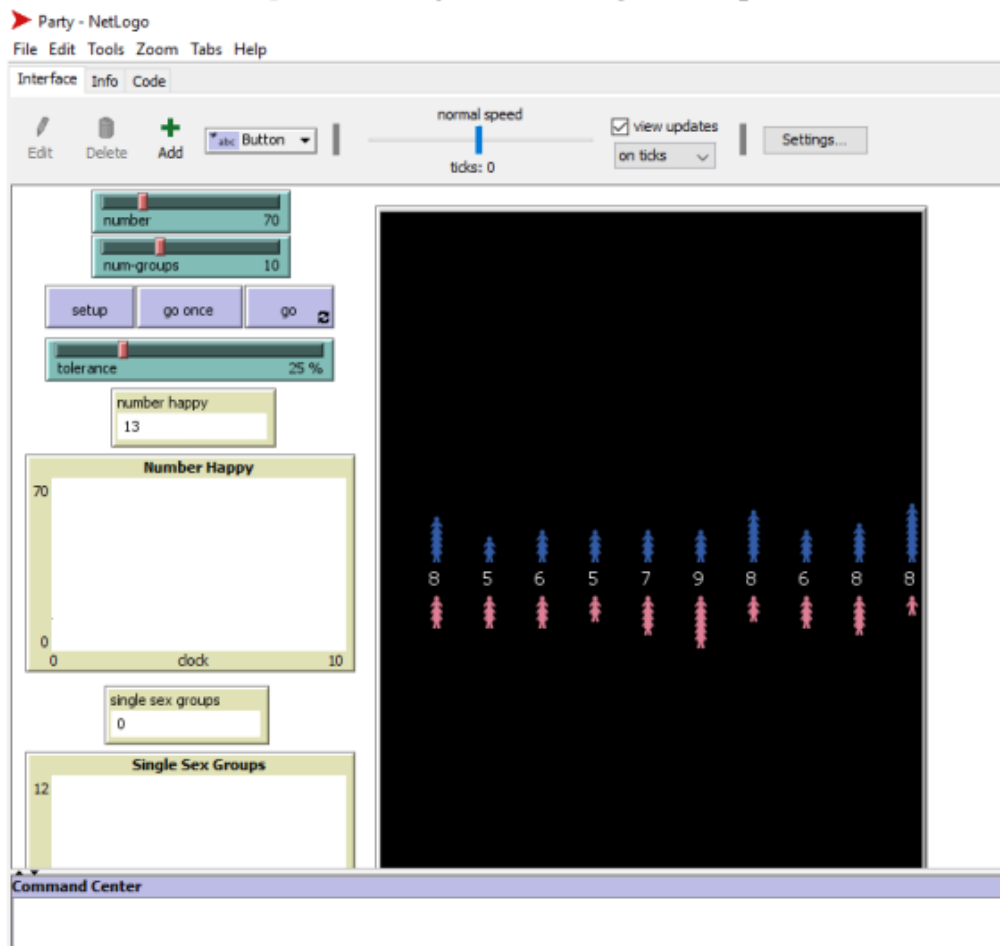 Party - NetLogo
File Edit Tools Zoom Tabs Help
Interface Info Code
normal speed
Edit Delete Add abc Button view updates Settings...
ticks: 0 on ticks
number 70
num-groups 10
setup go once go
tolerance 25 %
number happy
13
Number Happy
70
0
0 clock 10
8 5 6 5 7 9 8 6 8 8
single sex groups
0
Single Sex Groups
12
Command Center